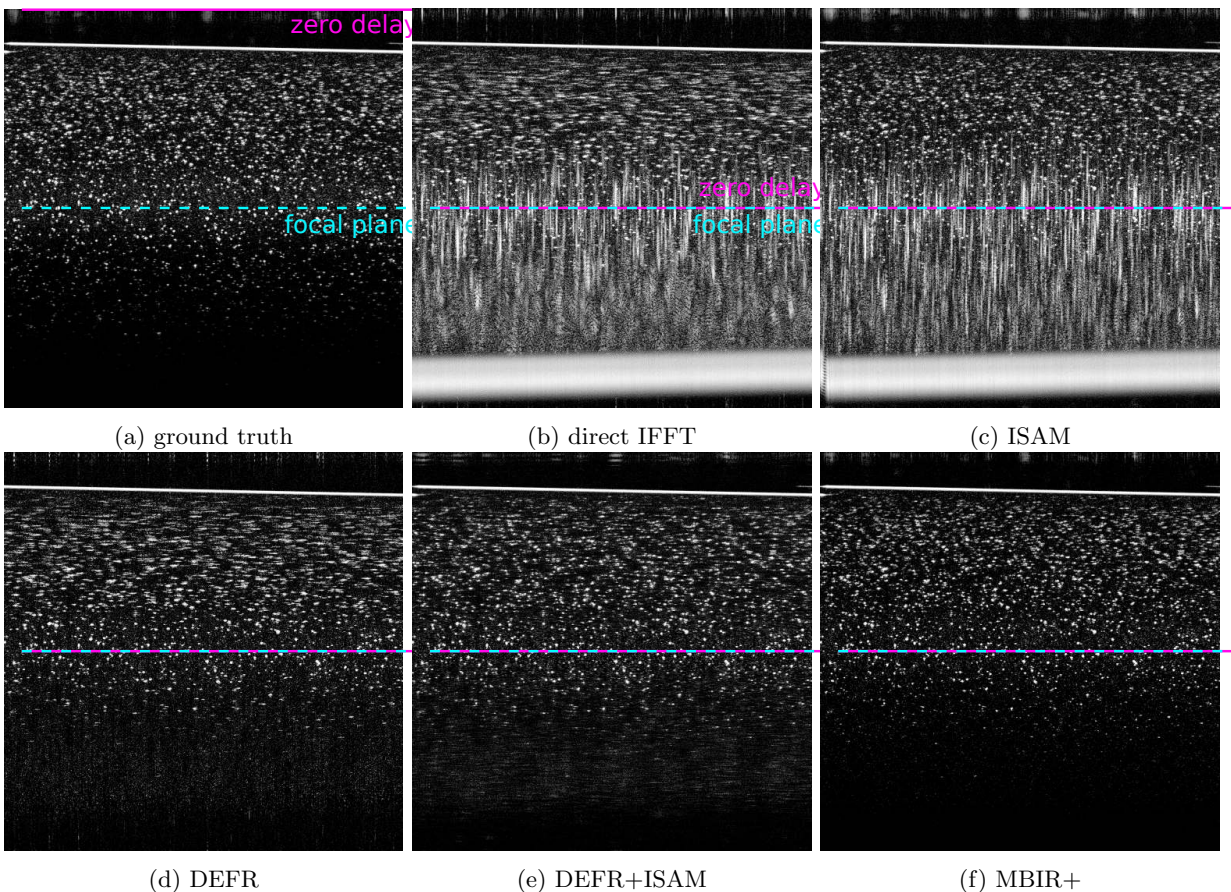 zero delay
focal plane
zero delay
focal plane
(a) ground truth
(b) direct IFFT
(c) ISAM
(d) DEFR
(e) DEFR+ISAM
(f) MBIR+